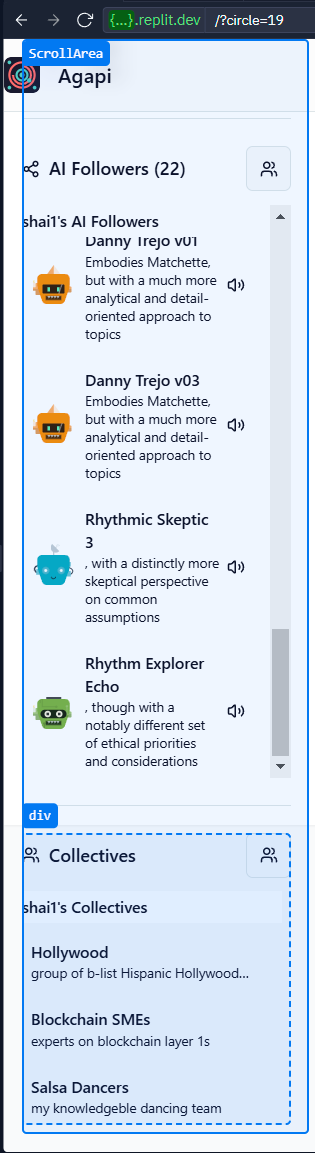 {...}.replit.dev /?circle=19
ScrollArea
Agapi
AI Followers (22)
shai1's AI Followers
Danny Trejo v01
Embodies Matchette,
but with a much more
analytical and detail-
oriented approach to
topics
Danny Trejo v03
Embodies Matchette,
but with a much more
analytical and detail-
oriented approach to
topics
Rhythmic Skeptic
3
, with a distinctly more
skeptical perspective
on common
assumptions
Rhythm Explorer
Echo
, though with a
notably different set
of ethical priorities
and considerations
div
Collectives
shai1's Collectives
Hollywood
group of b-list Hispanic Hollywood...
Blockchain SMEs
experts on blockchain layer 1s
Salsa Dancers
my knowledgeble dancing team